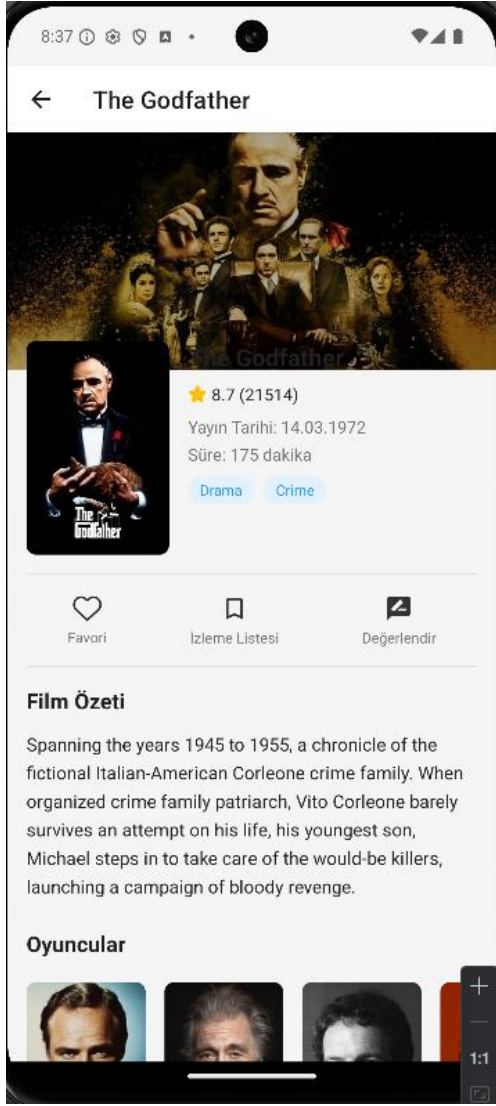 8:37
The Godfather
The Godfather
8.7 (21514)
Yayın Tarihi: 14.03.1972
Süre: 175 dakika
Drama Crime
The
Godfather
Favori İzleme Listesi Değerlendir
Film Özeti
Spanning the years 1945 to 1955, a chronicle of the
fictional Italian-American Corleone crime family. When
organized crime family patriarch, Vito Corleone barely
survives an attempt on his life, his youngest son,
Michael steps in to take care of the would-be killers,
launching a campaign of bloody revenge.
Oyuncular
1:1